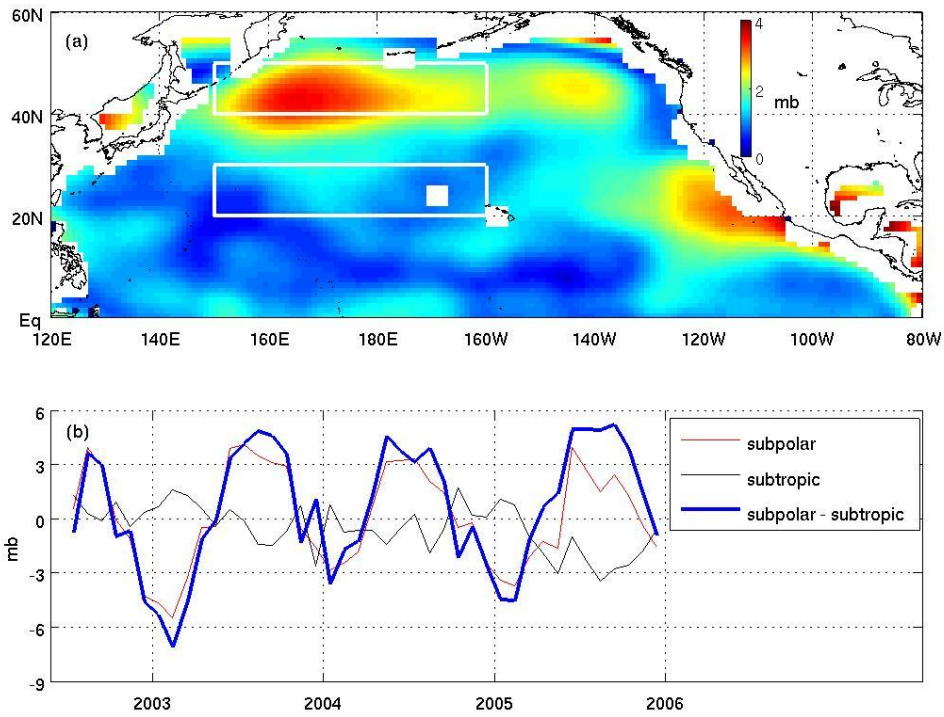 60N
(a)
4
40N
2
mb
0
20N
Eq
120E 140E 160E 180E 160W 140W 120W 100W 80W
6
(b)
subpolar
3
subtropic
0
subpolar - subtropic
mb
-3
-6
-9
2003 2004 2005 2006